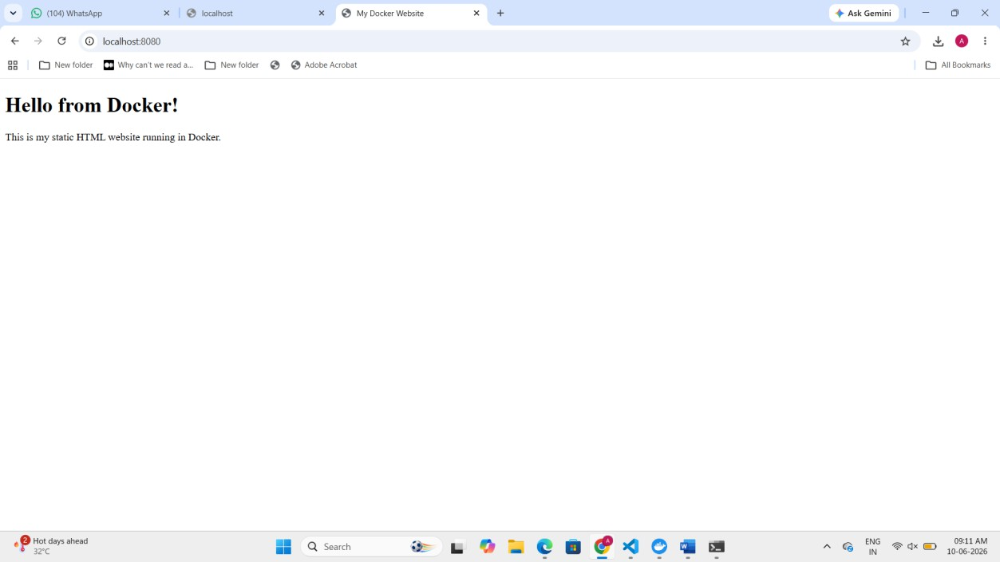 (104) WhatsApp
localhost
My Docker Website
Ask Gemini
localhost:8080
A
New folder
Why can't we read a...
New folder
Adobe Acrobat
All Bookmarks
Hello from Docker!
This is my static HTML website running in Docker.
2
Hot days ahead
32°C
Search
A
ENG
IN
09:11 AM
10-06-2026